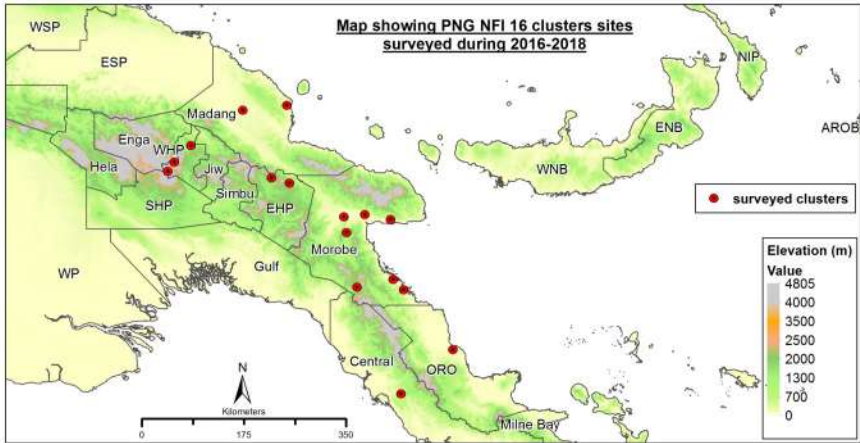 Map showing PNG NFI 16 clusters sites
surveyed during 2016-2018
WSP
ESP
NIP
Madang
AROB
Enga
WHP
ENB
Hela
Jiw
WNB
Simbu
EHP
SHP
surveyed clusters
Morobe
Gulf
WP
Elevation (m)
Value
4805
4000
3500
2500
2000
1300
700
0
Central
ORO
N
Kilometers
0 175 350
Milne Bay